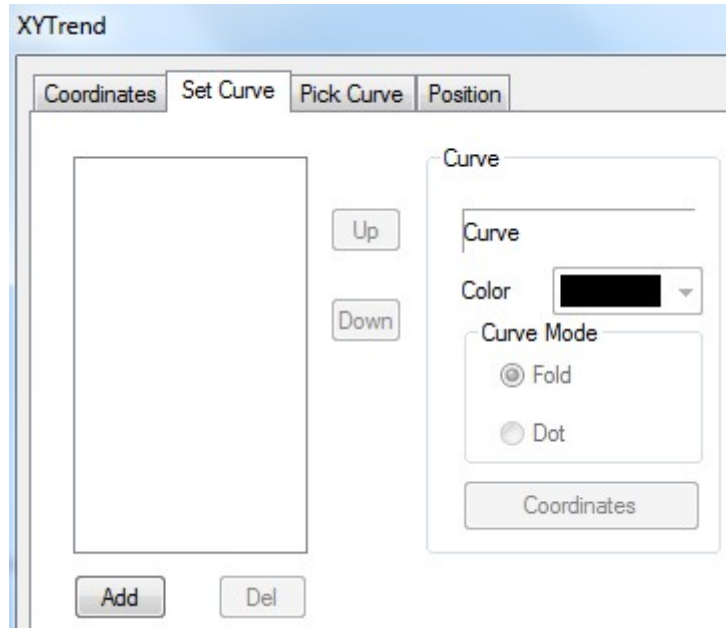 XYTrend
Coordinates Set Curve Pick Curve Position
Curve
Up
Curve
Color
Down
Curve Mode
Fold
Dot
Coordinates
Add Del